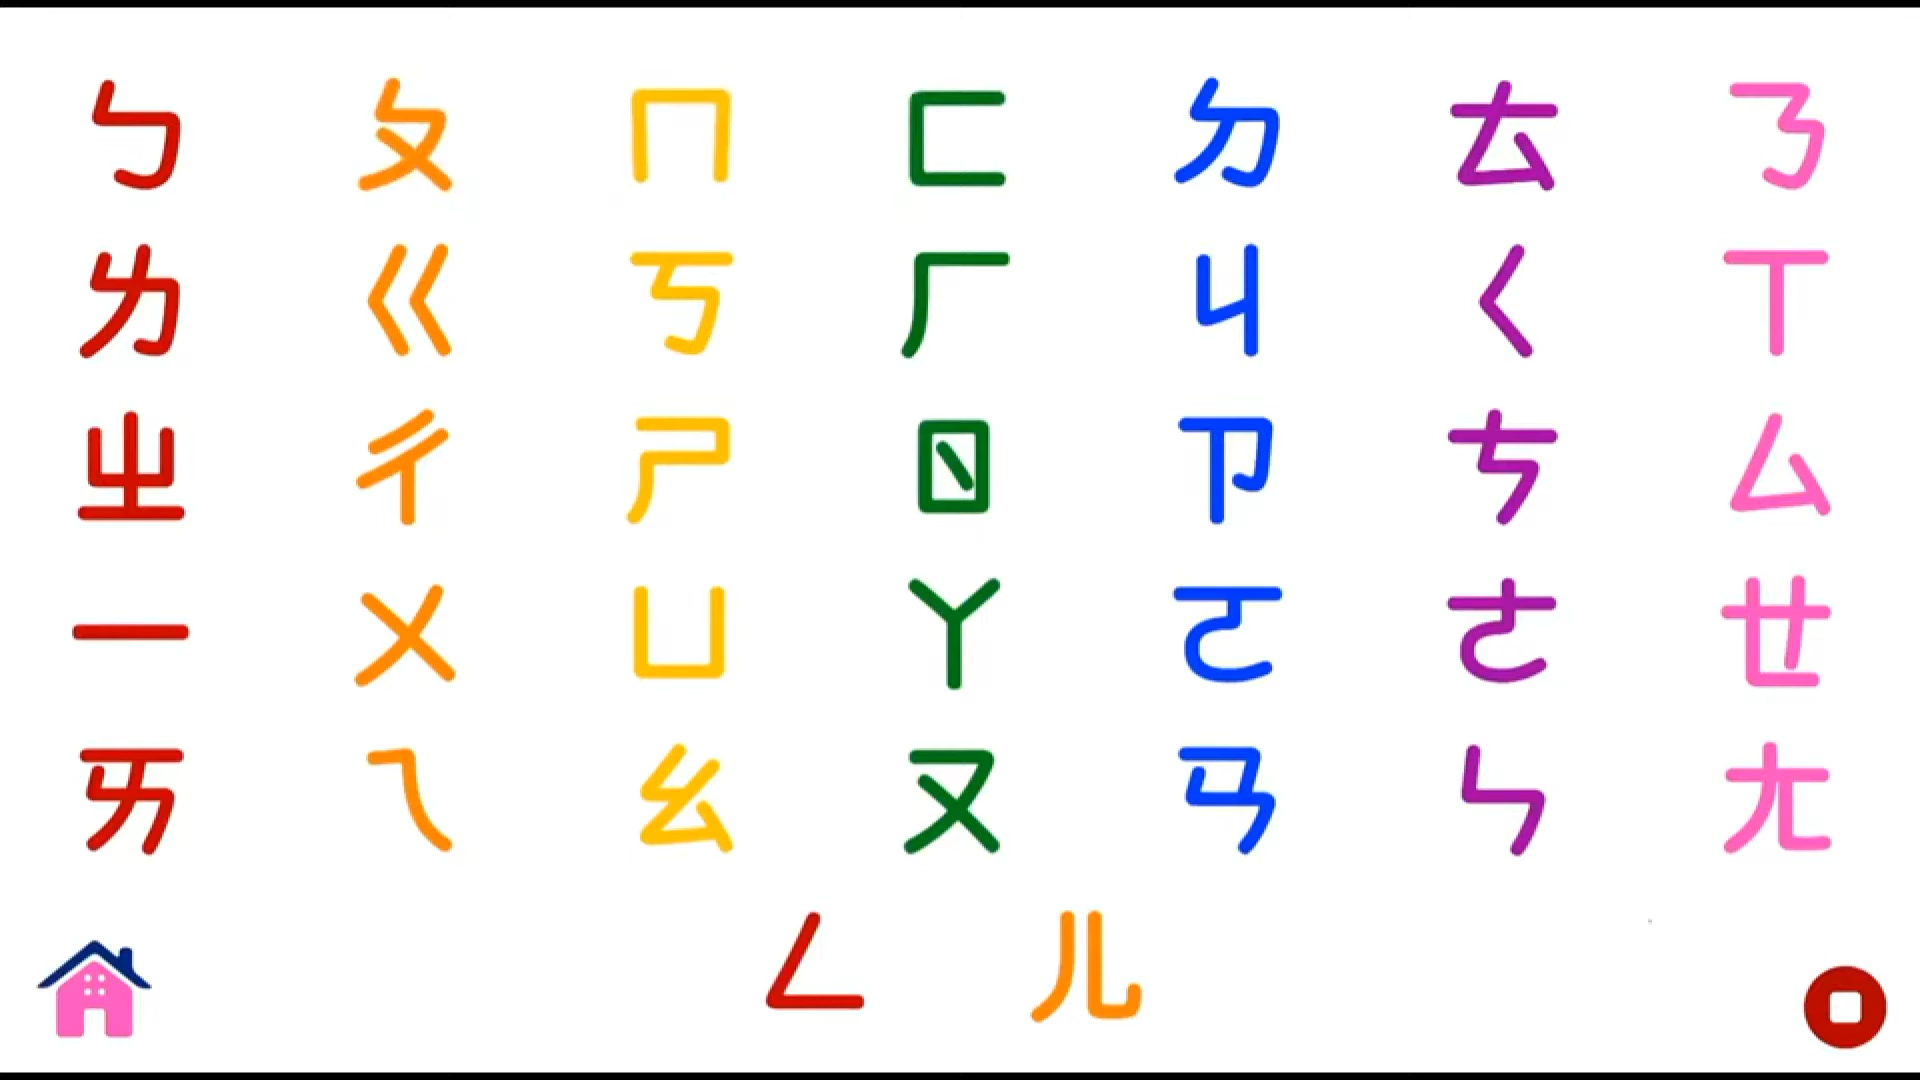 ㄅ ㄆ ㄇ ㄈ ㄉ ㄊ ㄋ
ㄌ ㄍ ㄎ ㄏ ㄐ ㄑ ㄒ
ㄓ ㄔ ㄕ ㄖ ㄗ ㄘ ㄙ
ㄧ ㄨ ㄩ ㄚ ㄛ ㄜ ㄝ
ㄞ ㄟ ㄠ ㄡ ㄢ ㄣ ㄤ
ㄥ ㄦ